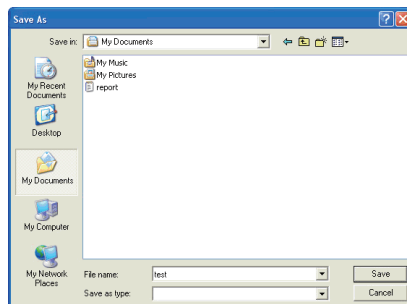 Save As
Save in: My Documents
My Recent
Documents
Desktop
My Documents
My Computer
My Network
Places
My Music
My Pictures
report
File name: test Save
Save as type: Cancel